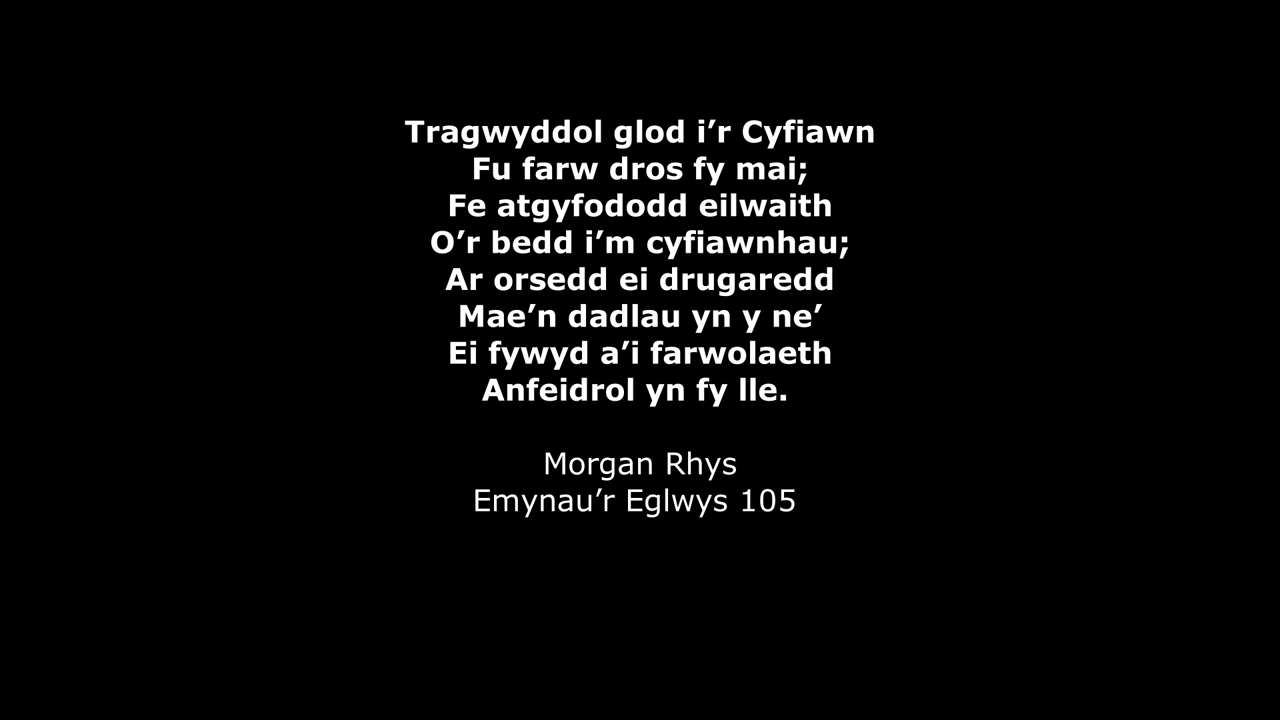 Tragwyddol glod i’r Cyfiawn
Fu farw dros fy mai;
Fe atgyfododd eilwaith
O’r bedd i’m cyfiawnhau;
Ar orsedd ei drugaredd
Mae’n dadlau yn y ne’
Ei fywyd a’i farwolaeth
Anfeidrol yn fy lle.
Morgan Rhys
Emynau’r Eglwys 105